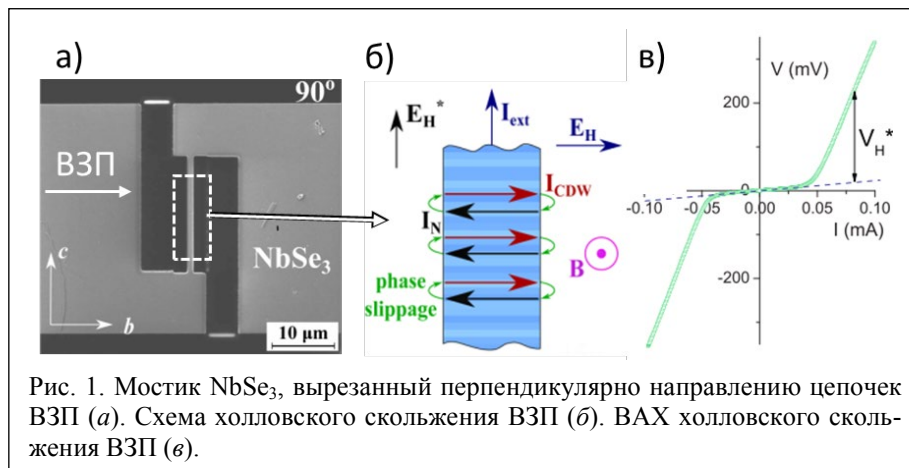 а)
90º
ВЗП
c
b
NbSe₃
10 μm
б)
E_H*
I_ext
E_H
I_CDW
I_N
B
phase
slippage
в)
V (mV)
200
V_H*
-0.10 -0.05 0.00 0.05 0.10
I (mA)
-200
Рис. 1. Мостик NbSe₃, вырезанный перпендикулярно направлению цепочек
ВЗП (а). Схема холловского скольжения ВЗП (б). ВАХ холловского сколь-
жения ВЗП (в).